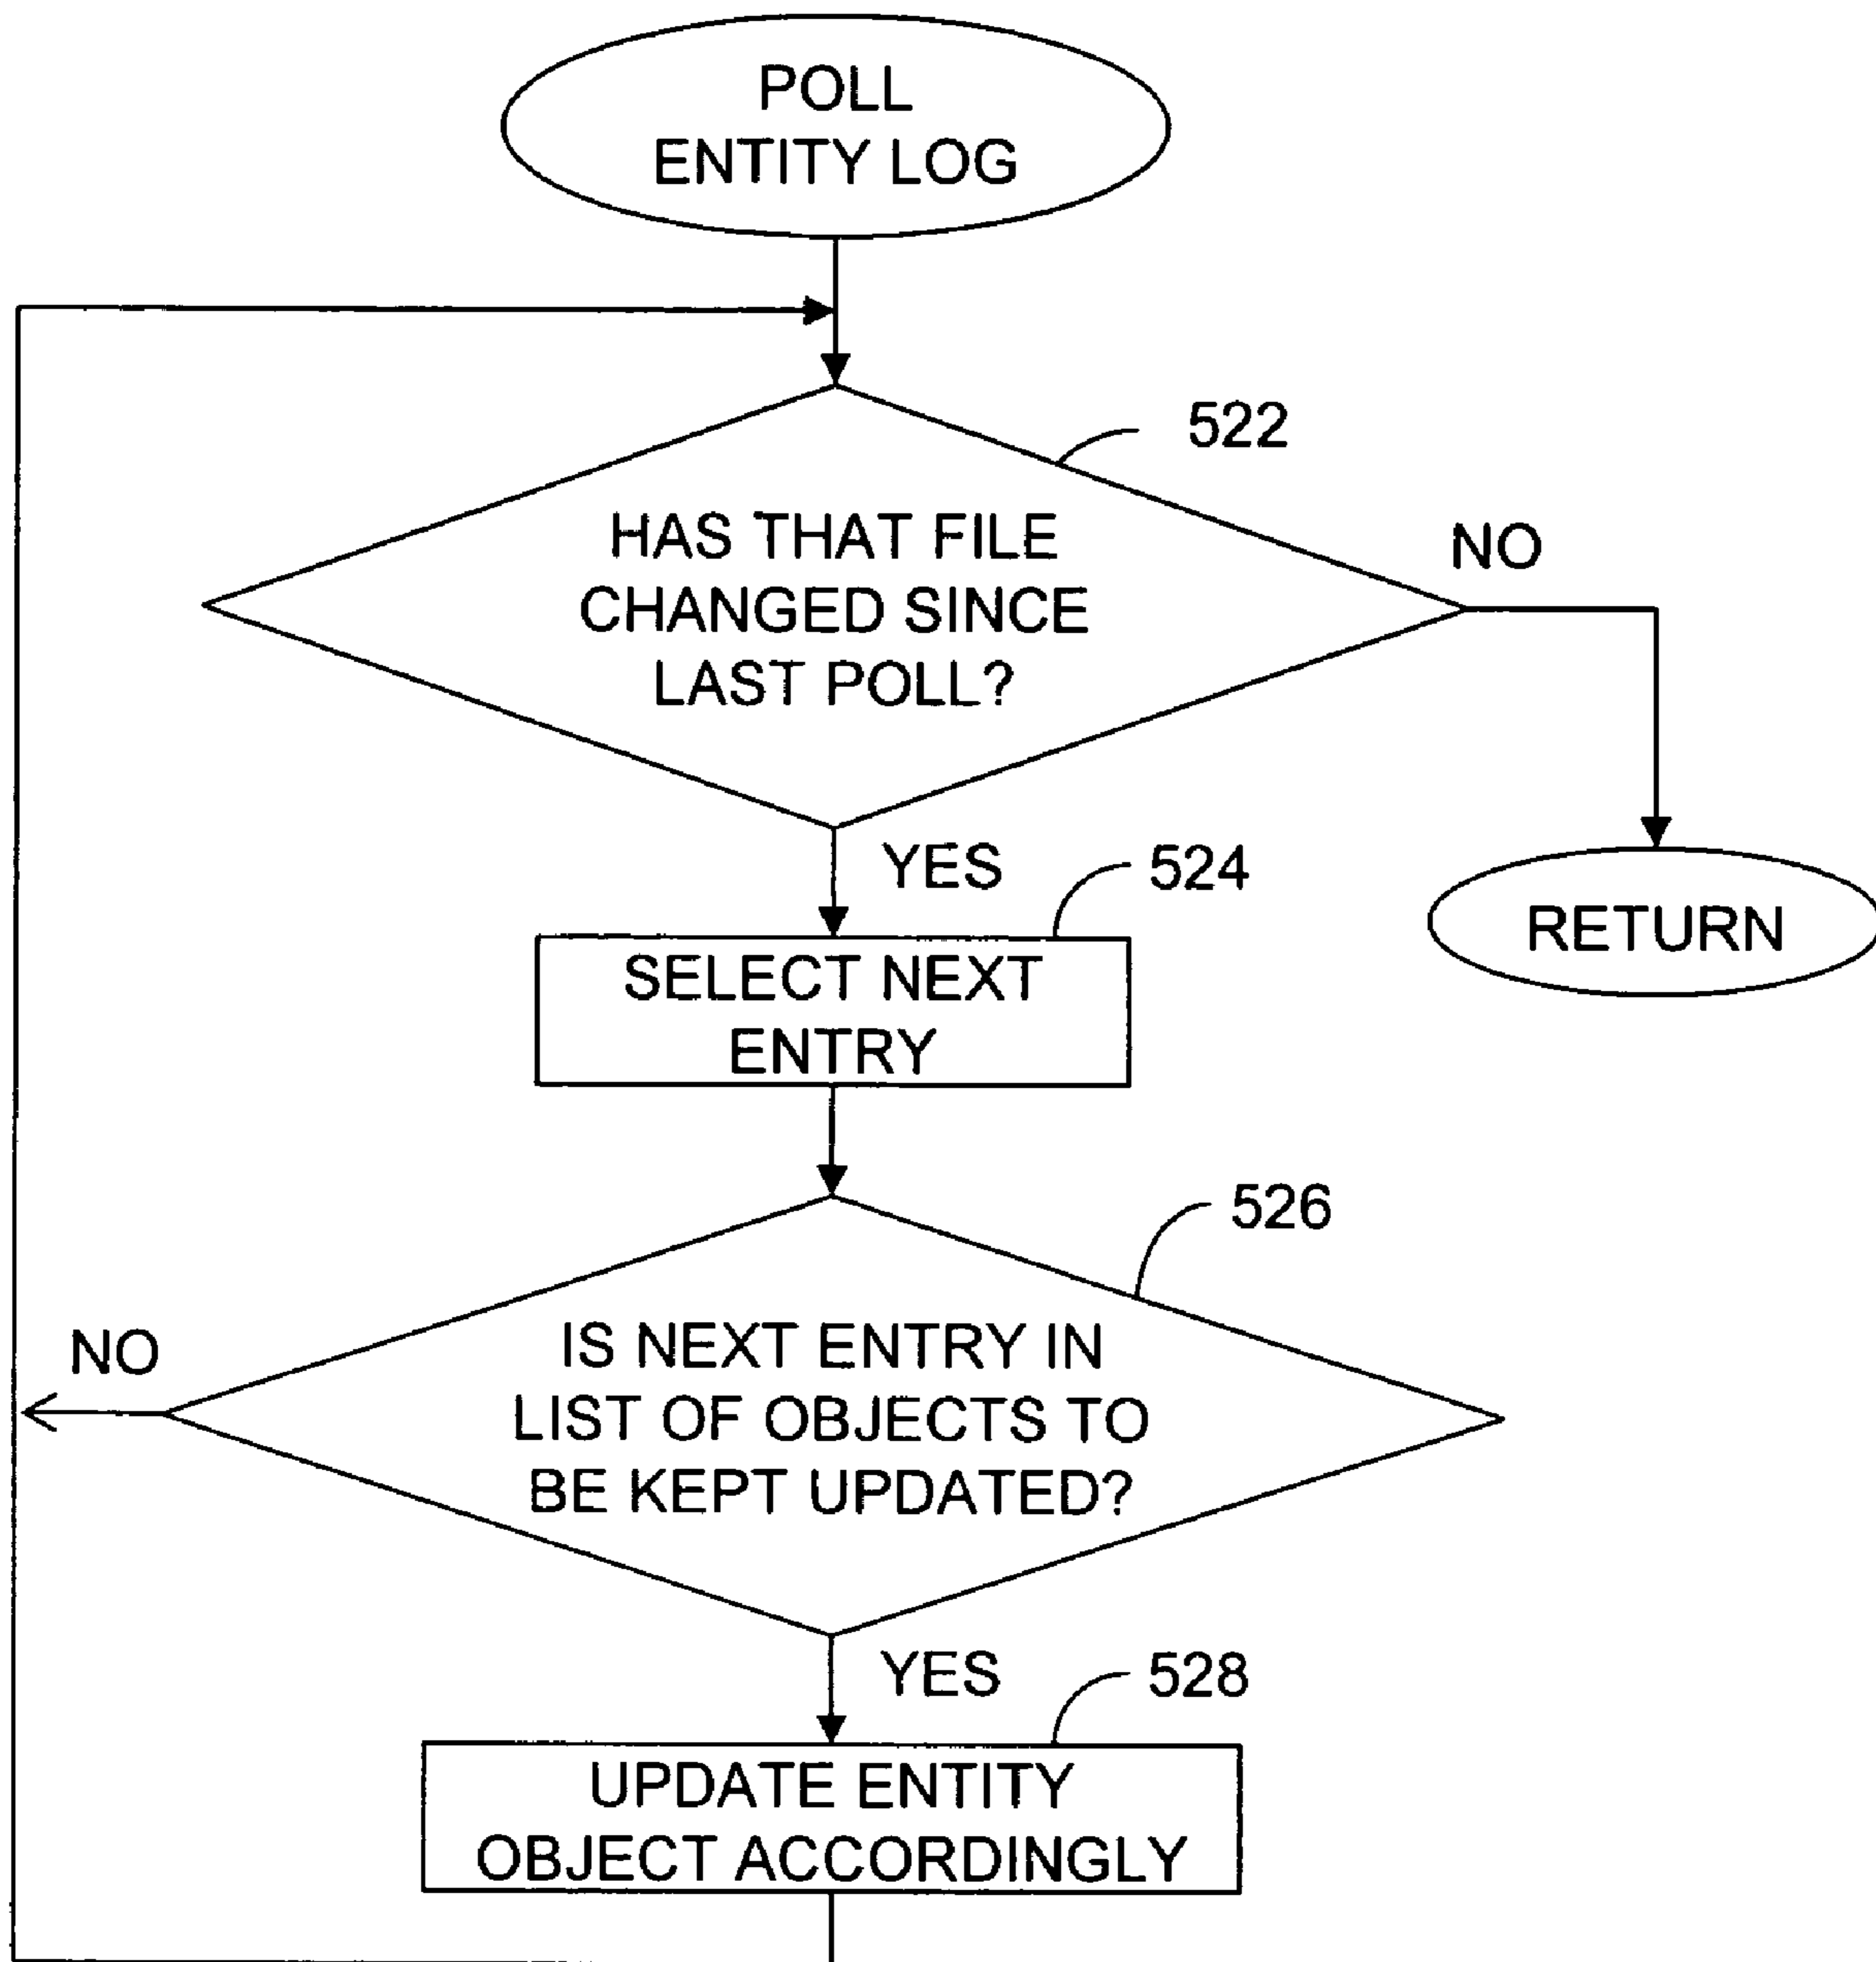 POLL
ENTITY LOG
522
HAS THAT FILE
CHANGED SINCE
LAST POLL?
NO
YES
524
SELECT NEXT
ENTRY
RETURN
526
IS NEXT ENTRY IN
LIST OF OBJECTS TO
BE KEPT UPDATED?
NO
YES
528
UPDATE ENTITY
OBJECT ACCORDINGLY